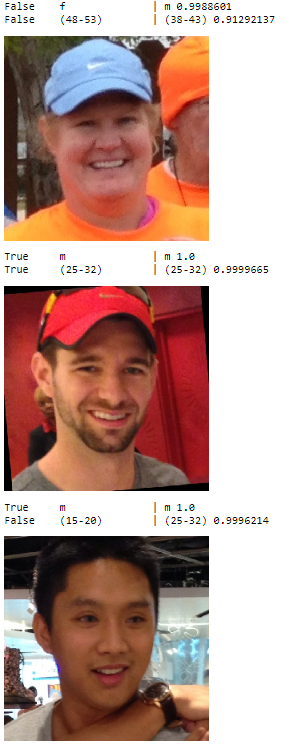 False f | m 0.9988601
False (48-53) | (38-43) 0.91292137
True m | m 1.0
True (25-32) | (25-32) 0.9999665
True m | m 1.0
False (15-20) | (25-32) 0.9996214